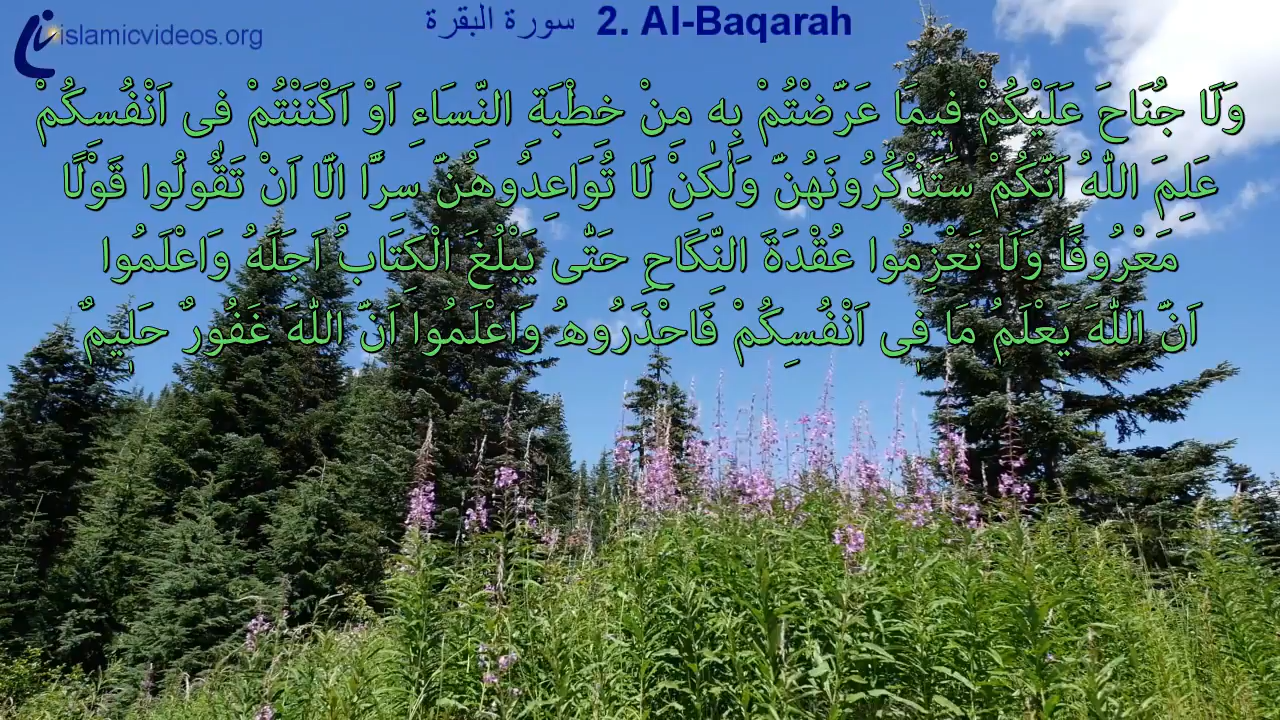 islamicvideos.org
سورة البقرة 2. Al-Baqarah
وَلَا جُنَاحَ عَلَيْكُمْ فٖيمَا عَرَّضْتُمْ بِهٖ مِنْ خِطْبَةِ النِّسَاءِ اَوْ اَكْنَنْتُمْ فٖى اَنْفُسِكُمْ
عَلِمَ اللّٰهُ اَنَّكُمْ سَتَذْكُرُونَهُنَّ وَلٰكِنْ لَا تُوَاعِدُوهُنَّ سِرًّا اِلَّا اَنْ تَقُولُوا قَوْلًا
مَعْرُوفًا وَلَا تَعْزِمُوا عُقْدَةَ النِّكَاحِ حَتّٰى يَبْلُغَ الْكِتَابُ اَجَلَهُ وَاعْلَمُوا
اَنَّ اللّٰهَ يَعْلَمُ مَا فٖى اَنْفُسِكُمْ فَاحْذَرُوهُ وَاعْلَمُوا اَنَّ اللّٰهَ غَفُورٌ حَلٖيمٌ